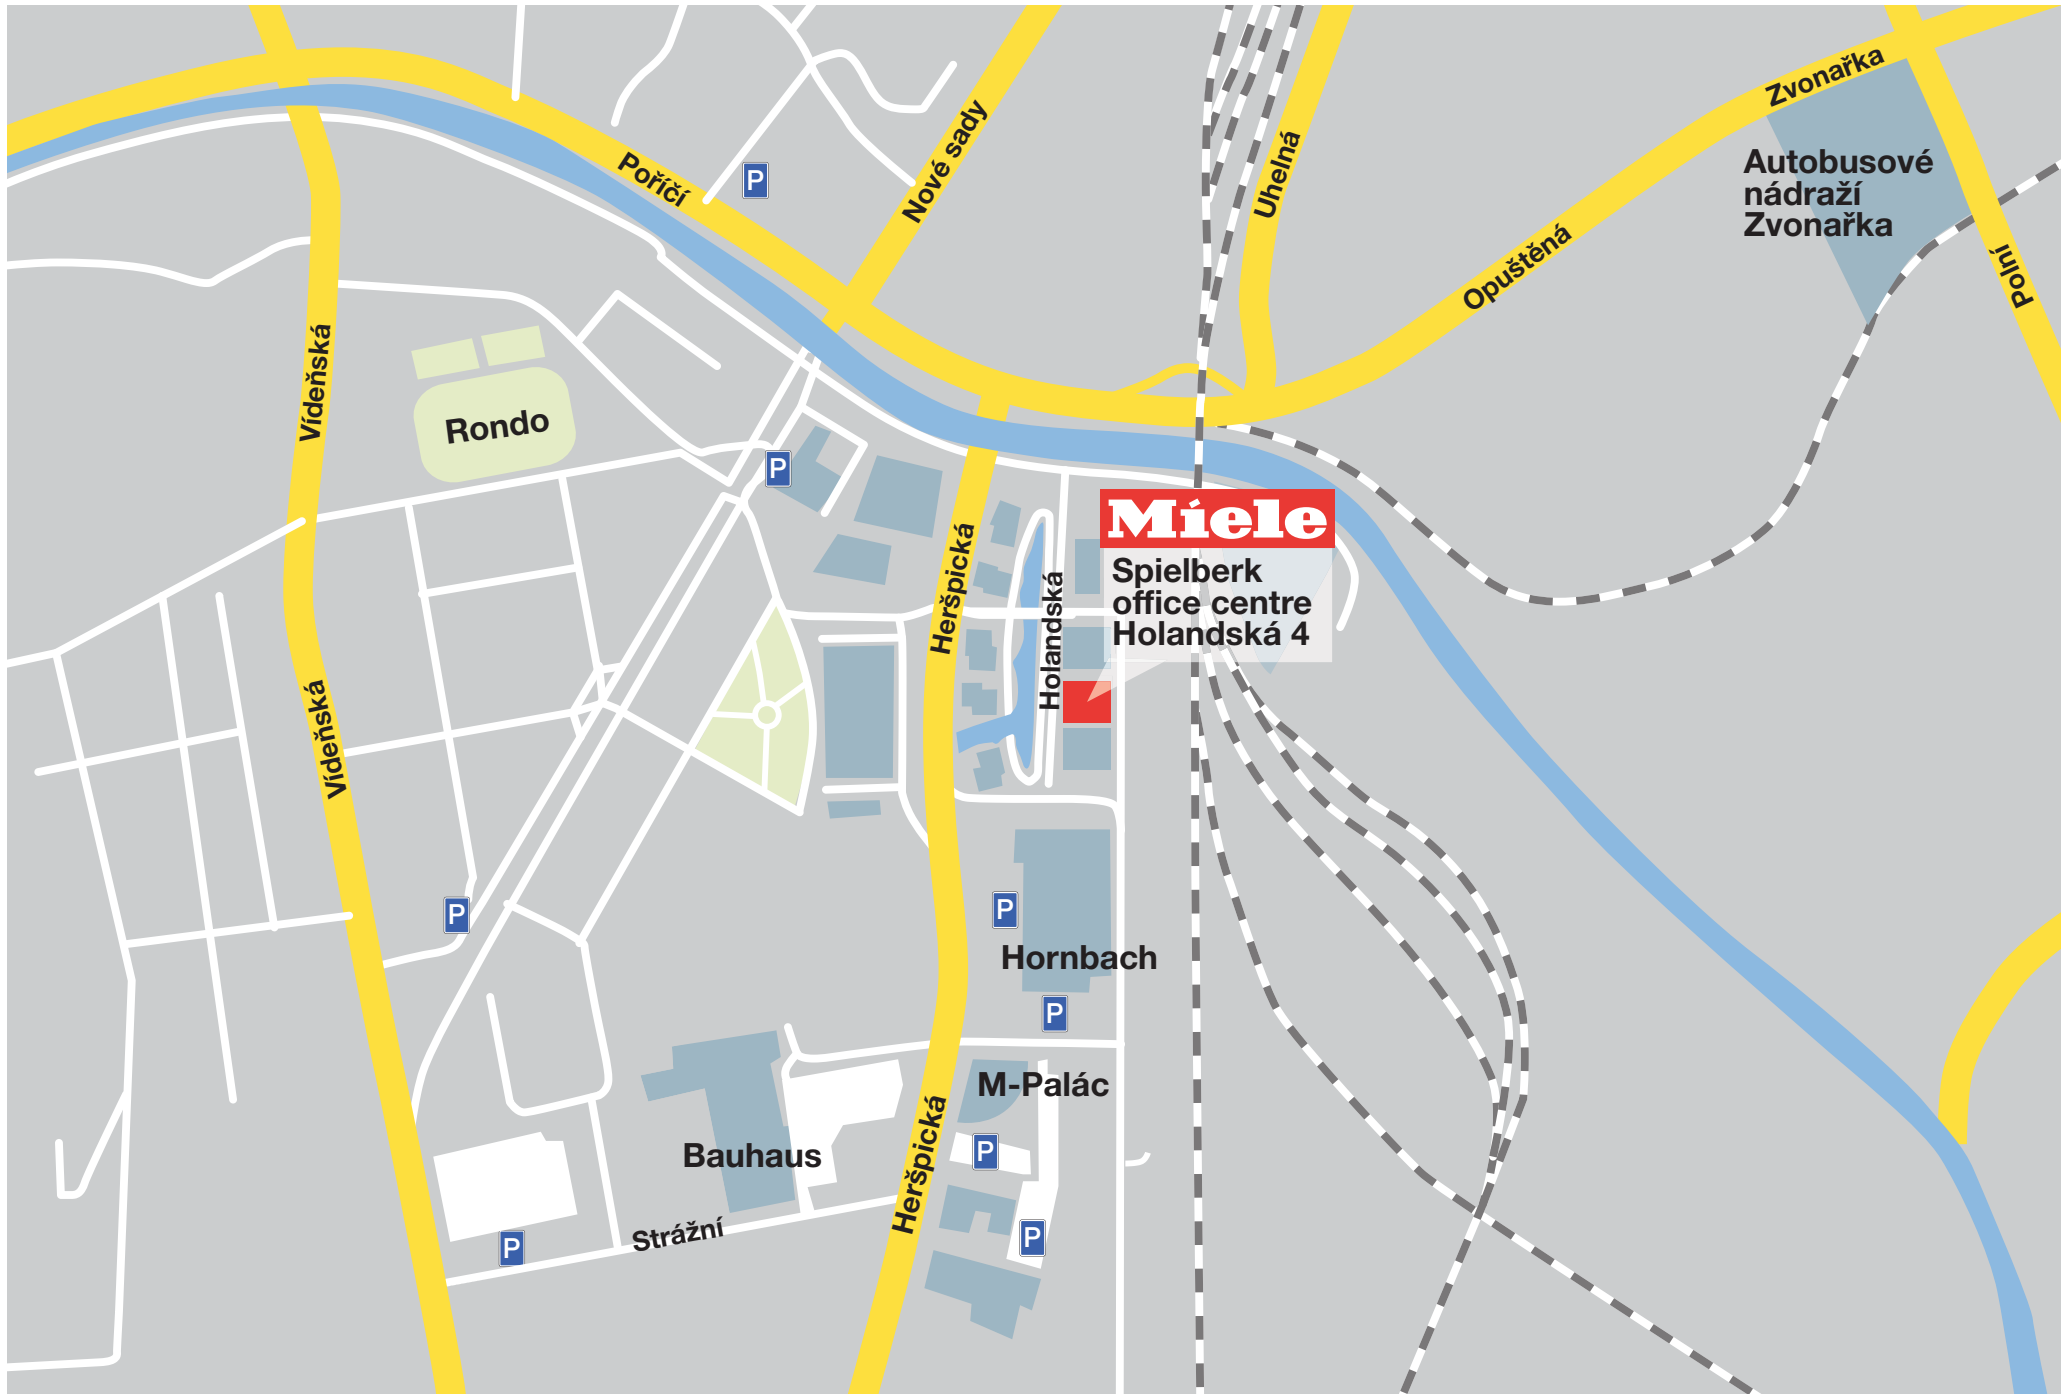 Zvonařka
Autobusové
nádraží
Zvonařka
Polní
Nové sady
Poříčí
P
Uhelná
Opuštěná
Vídeňská
Rondo
P
Miele
Spielberk
office centre
Holandská 4
Heršpická
Holandská
Vídeňská
P
P
Hornbach
P
M-Palác
Bauhaus
P
Heršpická
Strážní
P
P